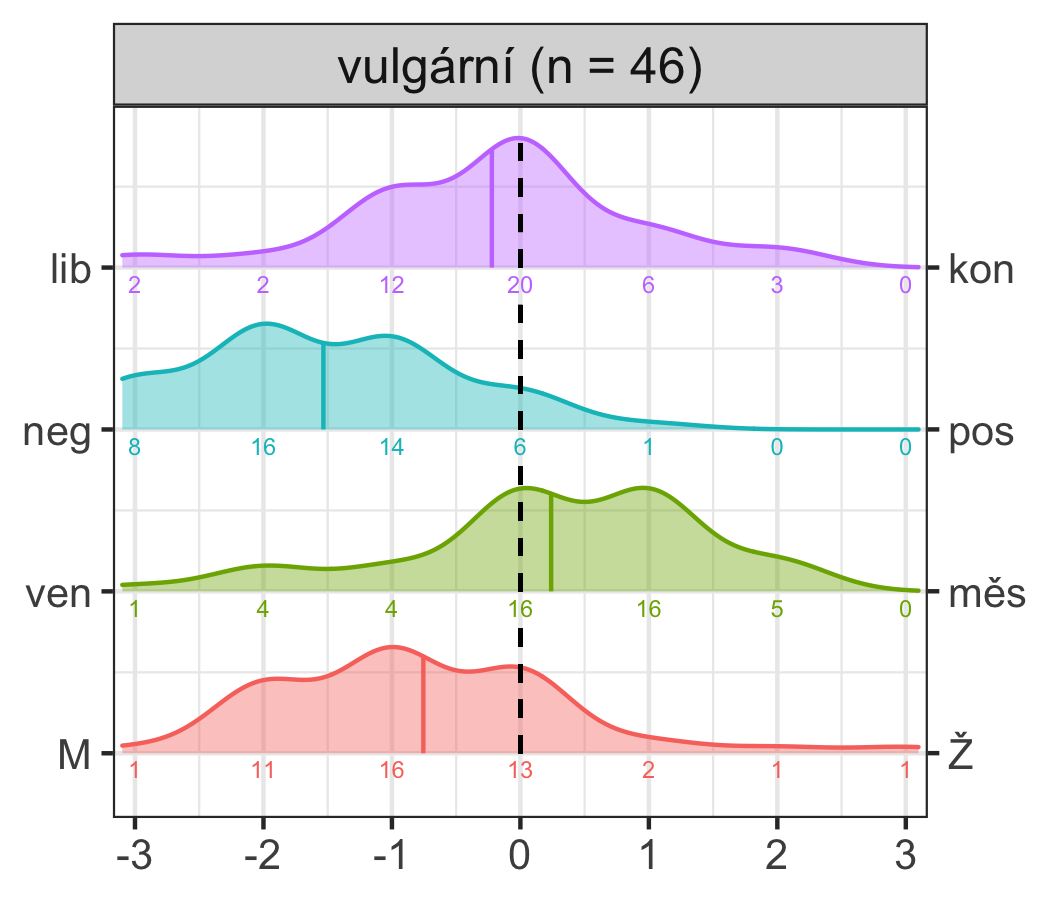 vulgární (n = 46)
lib kon
2 2 12 20 6 3 0
neg pos
8 16 14 6 1 0 0
ven měs
1 4 4 16 16 5 0
M Ž
1 11 16 13 2 1 1
-3 -2 -1 0 1 2 3